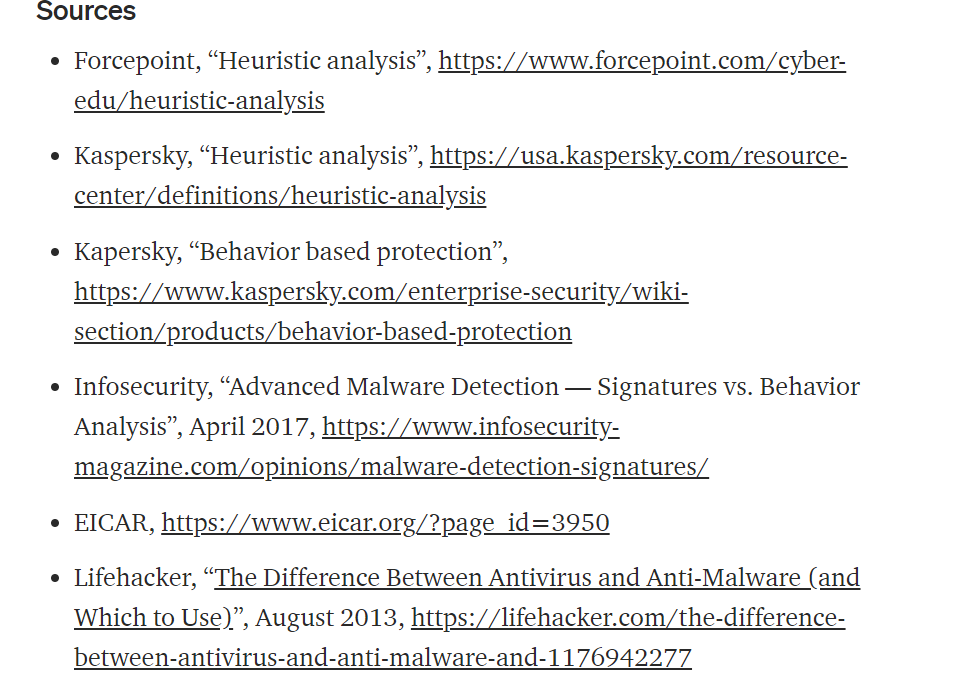 Sources
• Forcepoint, “Heuristic analysis”, https://www.forcepoint.com/cyber-
edu/heuristic-analysis
• Kaspersky, “Heuristic analysis”, https://usa.kaspersky.com/resource-
center/definitions/heuristic-analysis
• Kapersky, “Behavior based protection”,
https://www.kaspersky.com/enterprise-security/wiki-
section/products/behavior-based-protection
• Infosecurity, “Advanced Malware Detection — Signatures vs. Behavior
Analysis”, April 2017, https://www.infosecurity-
magazine.com/opinions/malware-detection-signatures/
• EICAR, https://www.eicar.org/?page_id=3950
• Lifehacker, “The Difference Between Antivirus and Anti-Malware (and
Which to Use)”, August 2013, https://lifehacker.com/the-difference-
between-antivirus-and-anti-malware-and-1176942277